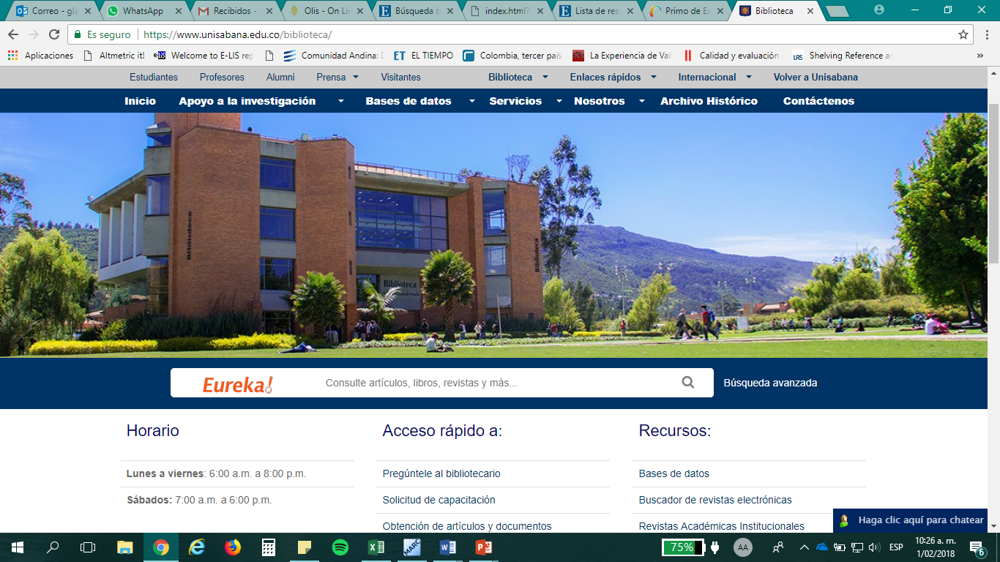 Correo - gla
WhatsApp
Recibidos -
Olis - On Lin
Búsqueda b
index.html?
Lista de res
Primo de Ex
Biblioteca
Es seguro
https://www.unisabana.edu.co/biblioteca/
Aplicaciones
Altmetric it!
Welcome to E-LIS rep
Comunidad Andina: D
ET EL TIEMPO
Colombia, tercer país
La Experiencia de Vali
Calidad y evaluación
LRS Shelving Reference an
Estudiantes
Profesores
Alumni
Prensa
Visitantes
Biblioteca
Enlaces rápidos
Internacional
Volver a Unisabana
Inicio
Apoyo a la investigación
Bases de datos
Servicios
Nosotros
Archivo Histórico
Contáctenos
Biblioteca
Biblioteca
Biblioteca
Eureka!
Consulte artículos, libros, revistas y más...
Búsqueda avanzada
Horario
Lunes a viernes: 6:00 a.m. a 8:00 p.m.
Sábados: 7:00 a.m. a 6:00 p.m.
Acceso rápido a:
Pregúntele al bibliotecario
Solicitud de capacitación
Obtención de artículos y documentos
Recursos:
Bases de datos
Buscador de revistas electrónicas
Revistas Académicas Institucionales
Haga clic aquí para chatear
MARC
75%
AA
ESP
10:26 a. m.
1/02/2018
6